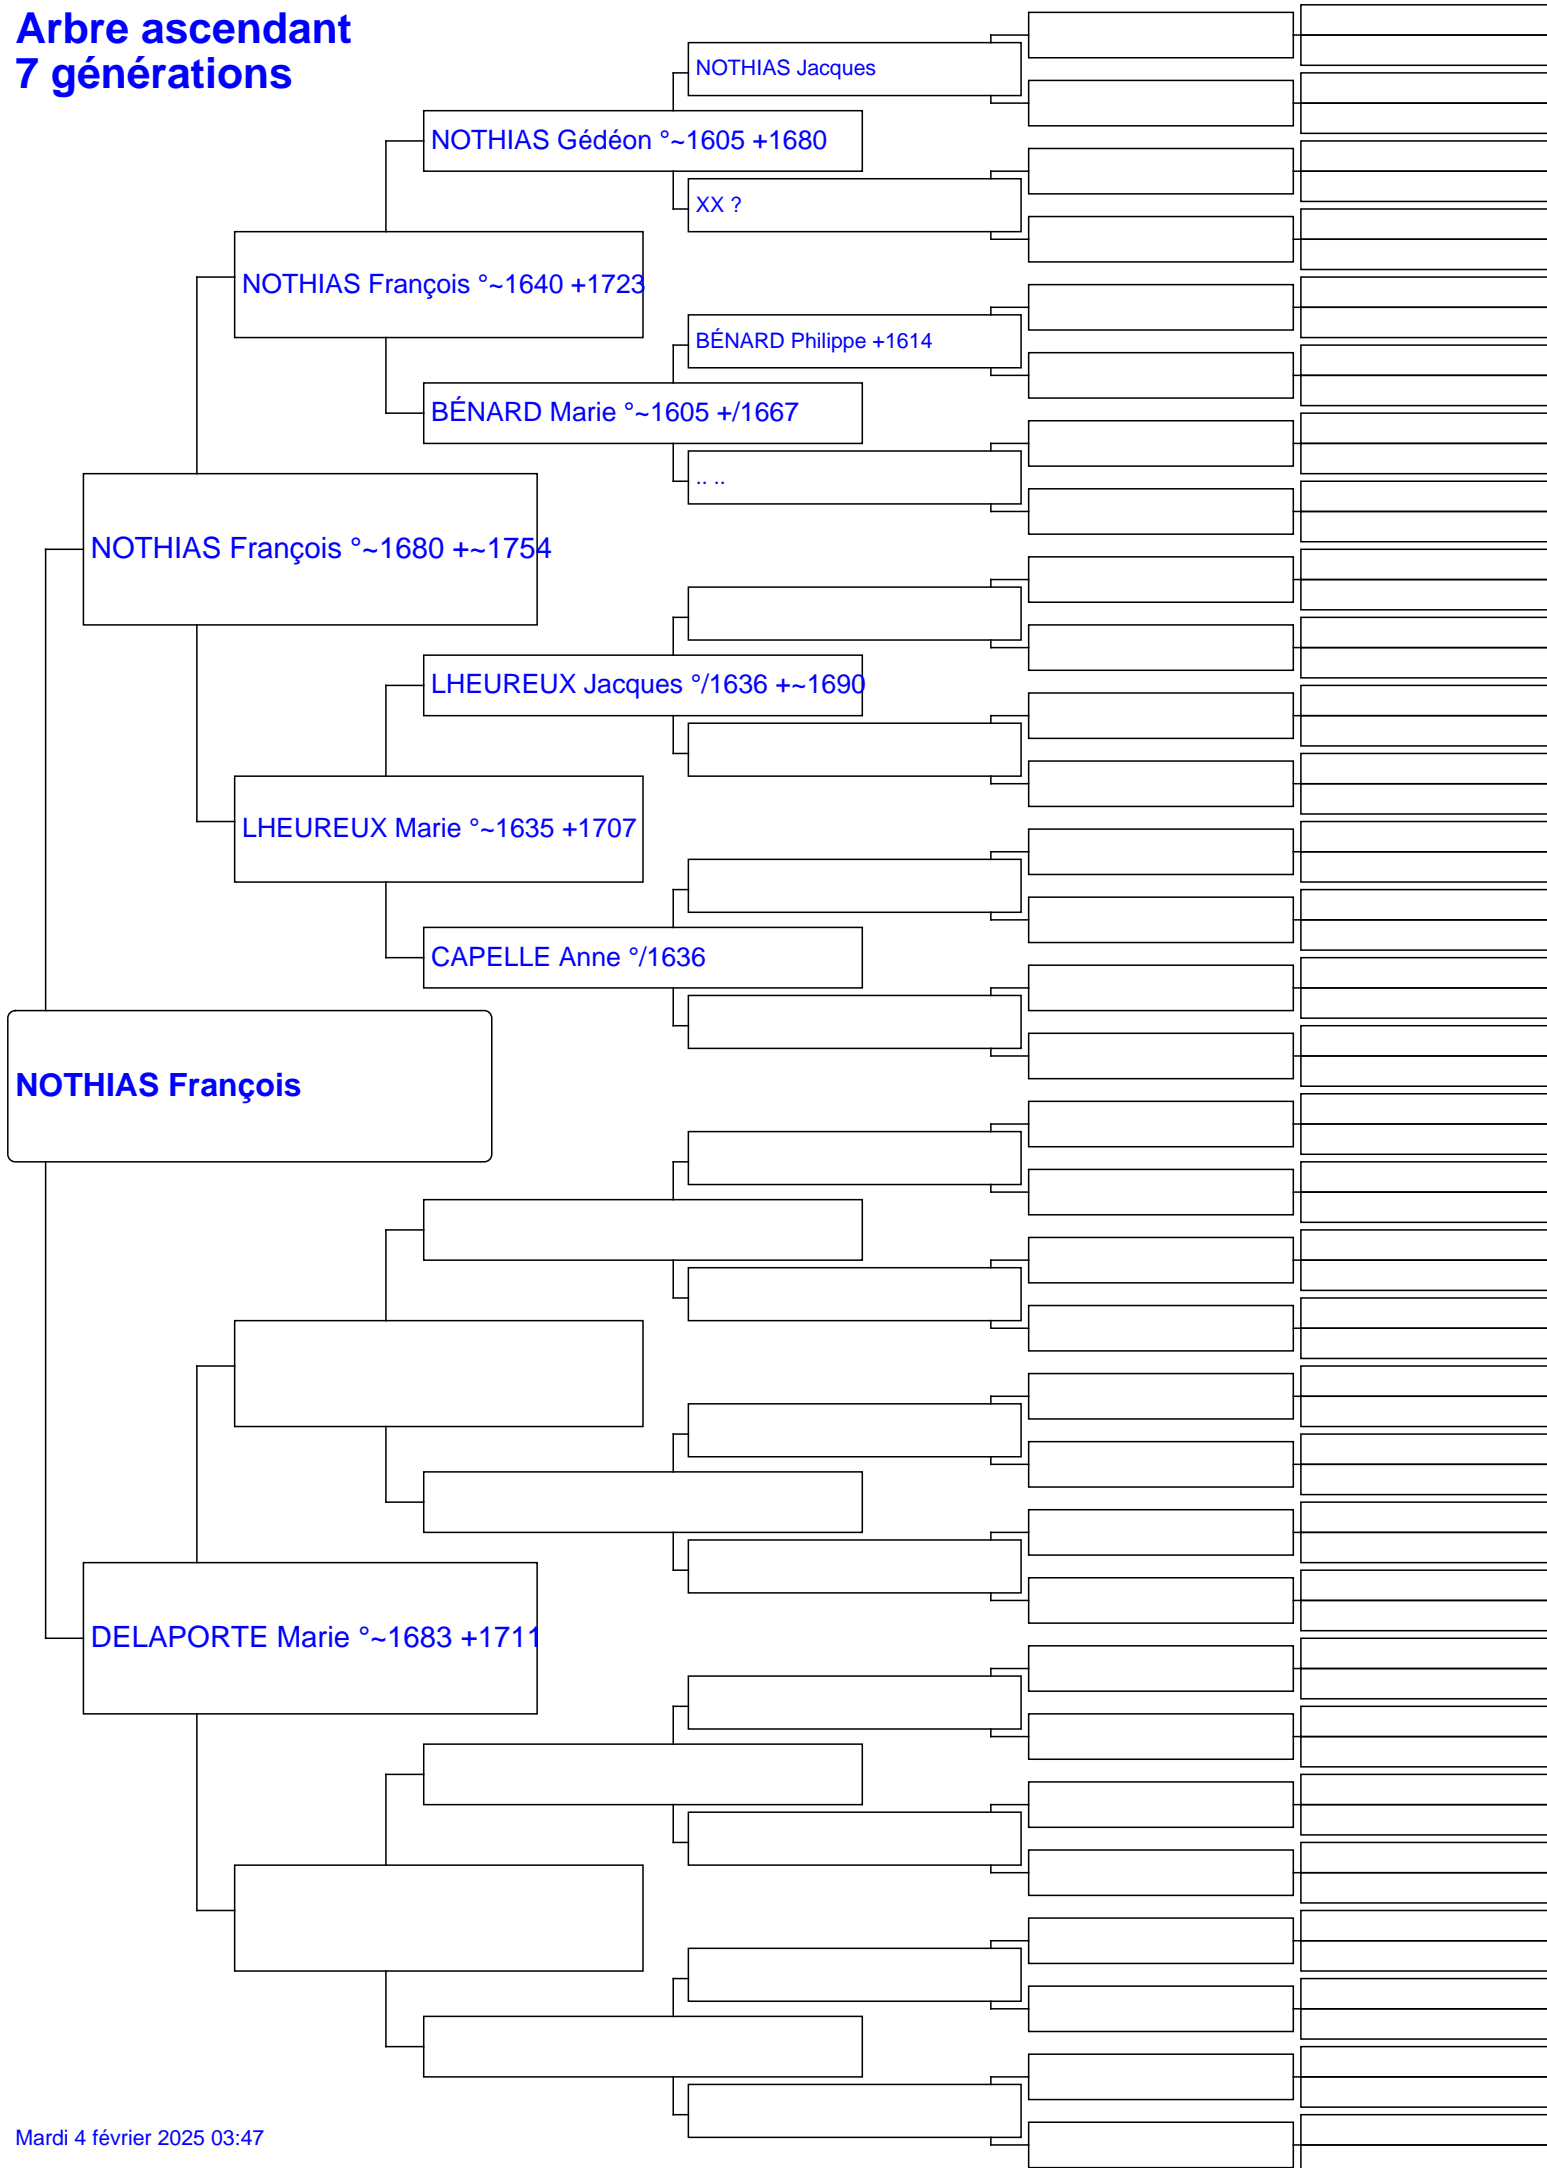 Arbre ascendant
7 générations
NOTHIAS Jacques
NOTHIAS Gédéon °~1605 +1680
XX ?
NOTHIAS François °~1640 +1723
BÉNARD Philippe +1614
BÉNARD Marie °~1605 +/1667
.. ..
NOTHIAS François °~1680 +~1754
LHEUREUX Jacques °/1636 +~1690
LHEUREUX Marie °~1635 +1707
CAPELLE Anne °/1636
NOTHIAS François
DELAPORTE Marie °~1683 +1711
Mardi 4 février 2025 03:47